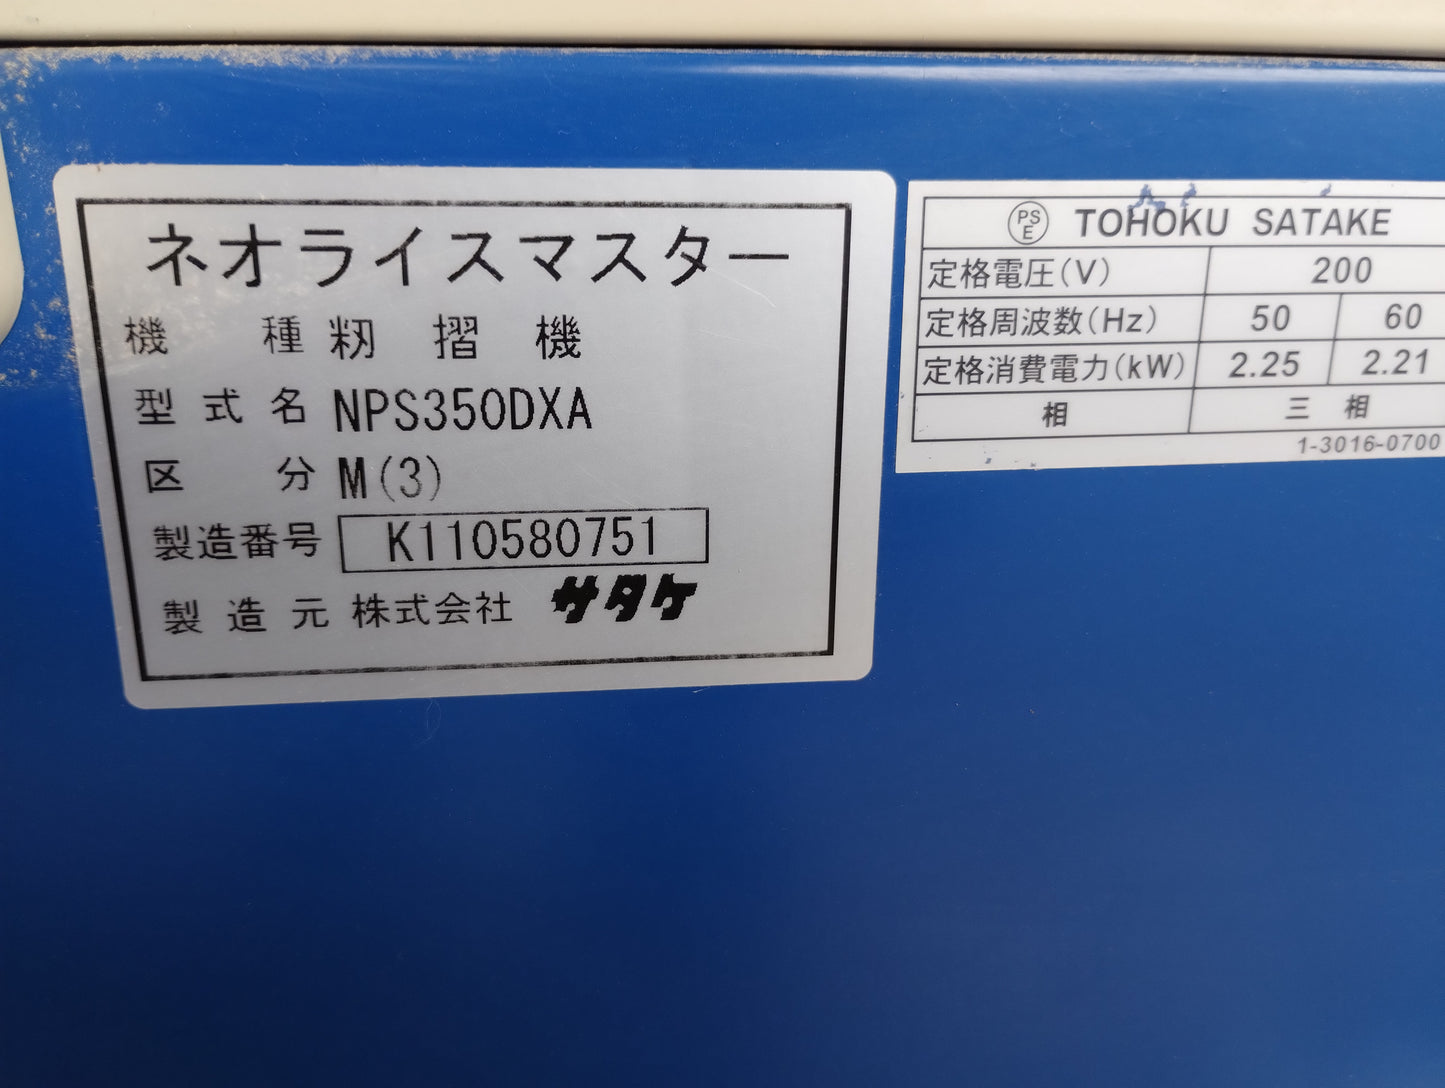 ネオライスマスター
機種 籾摺機
型式名 NPS350DXA
区分 M(3)
製造番号 K110580751
製造元 株式会社 サタケ
PSE TOHOKU SATAKE
定格電圧(V) 200
定格周波数(Hz) 50 60
定格消費電力(kW) 2.25 2.21
相 三相
1-3016-0700